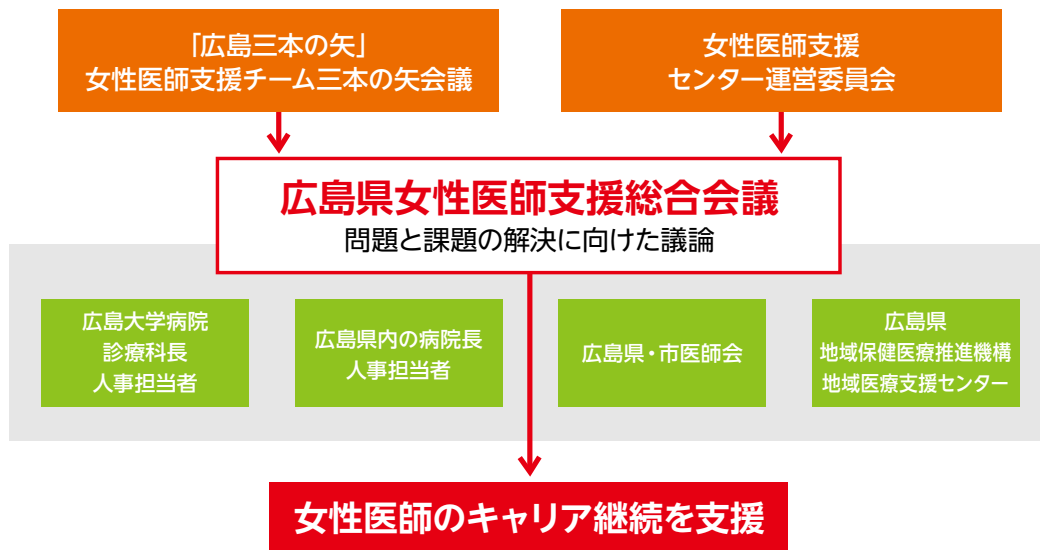 「広島三本の矢」
女性医師支援チーム三本の矢会議
女性医師支援
センター運営委員会
広島県女性医師支援総合会議
問題と課題の解決に向けた議論
広島大学病院
診療科長
人事担当者
広島県内の病院長
人事担当者
広島県・市医師会
広島県
地域保健医療推進機構
地域医療支援センター
女性医師のキャリア継続を支援